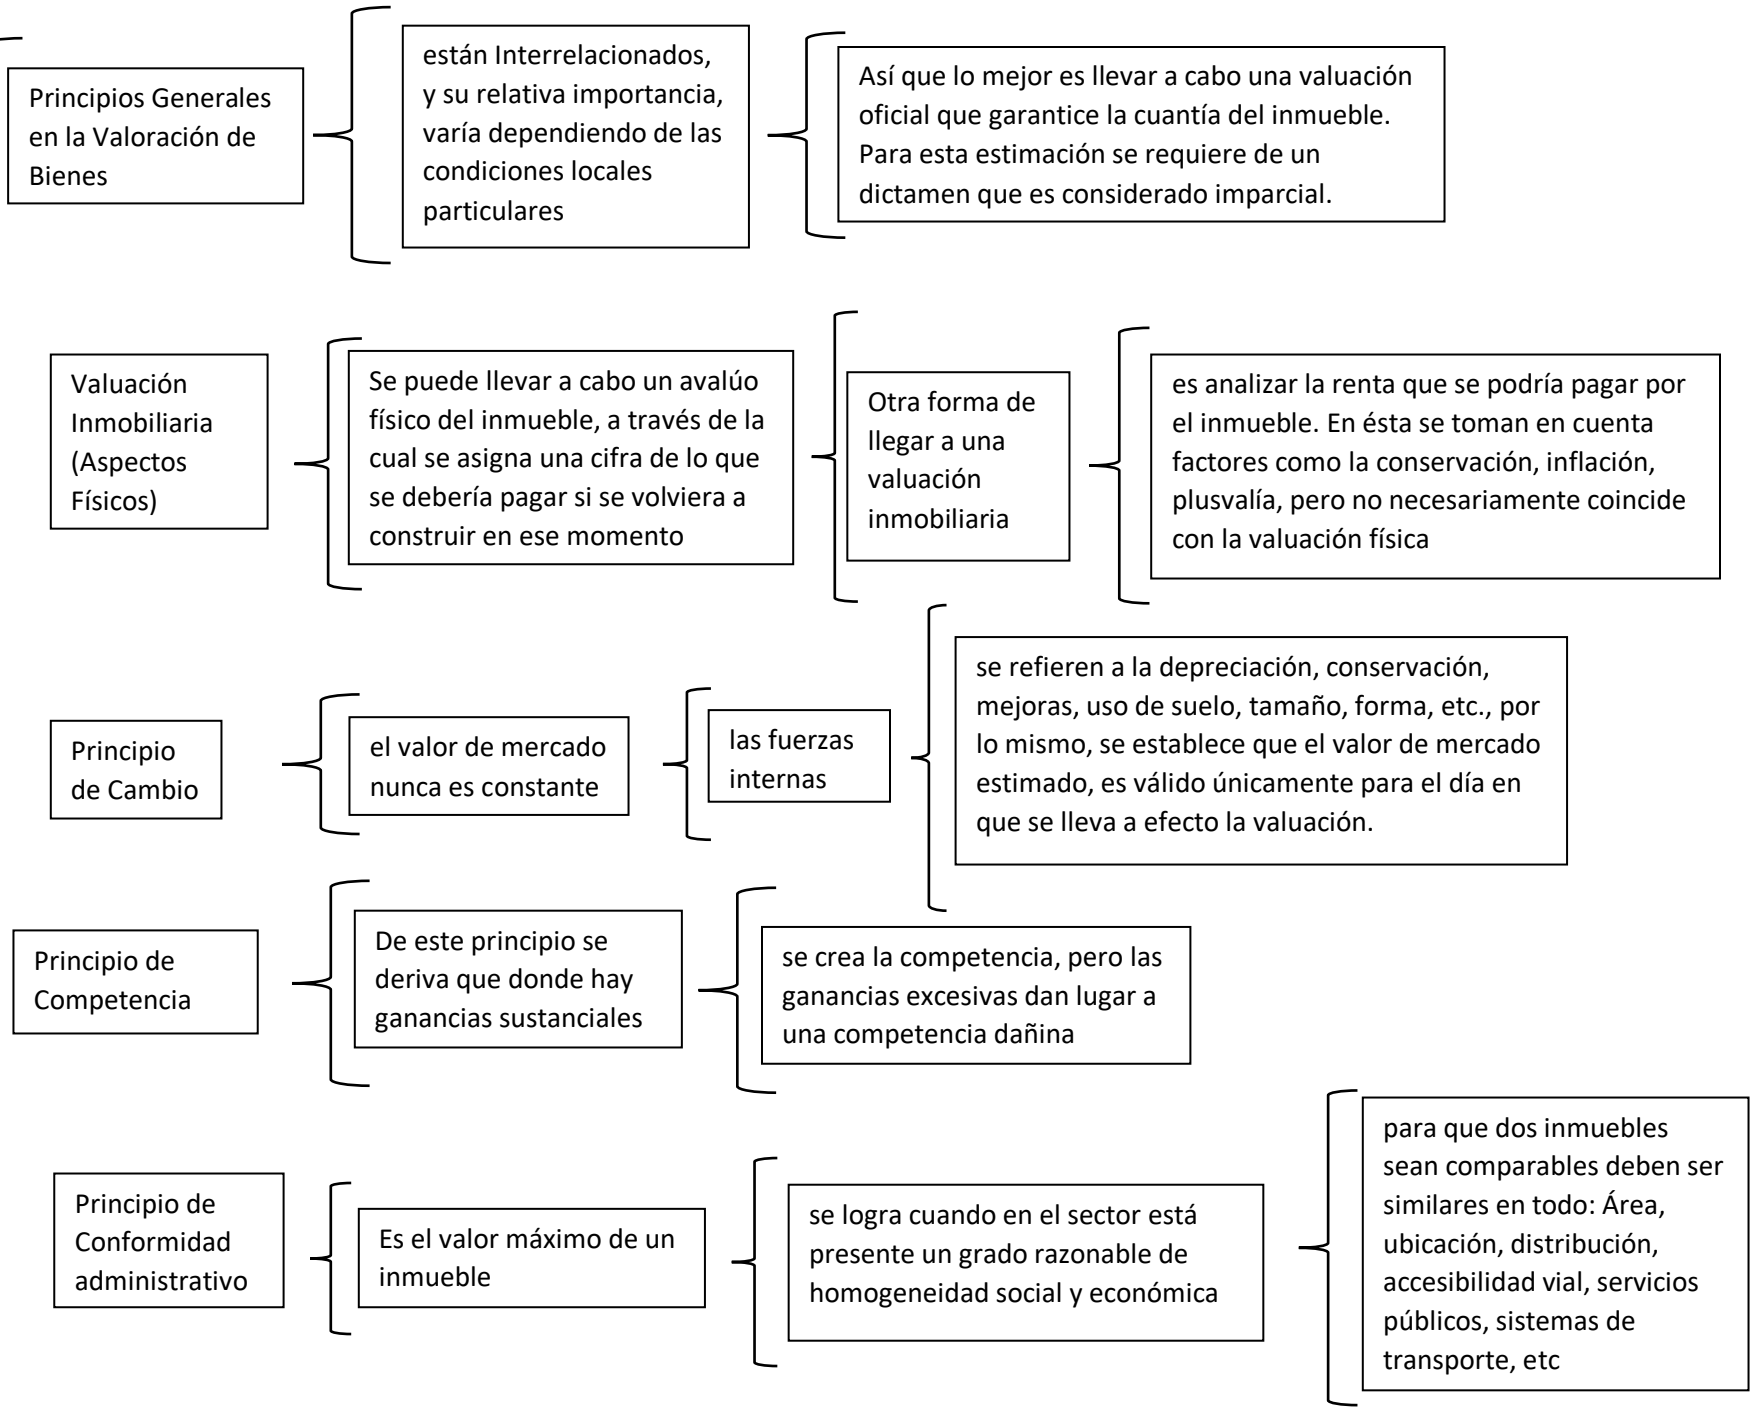 Principios Generales
en la Valoración de
Bienes
están Interrelacionados,
y su relativa importancia,
varía dependiendo de las
condiciones locales
particulares
Así que lo mejor es llevar a cabo una valuación
oficial que garantice la cuantía del inmueble.
Para esta estimación se requiere de un
dictamen que es considerado imparcial.
Valuación
Inmobiliaria
(Aspectos
Físicos)
Se puede llevar a cabo un avalúo
físico del inmueble, a través de la
cual se asigna una cifra de lo que
se debería pagar si se volviera a
construir en ese momento
Otra forma de
llegar a una
valuación
inmobiliaria
es analizar la renta que se podría pagar por
el inmueble. En ésta se toman en cuenta
factores como la conservación, inflación,
plusvalía, pero no necesariamente coincide
con la valuación física
Principio
de Cambio
el valor de mercado
nunca es constante
las fuerzas
internas
se refieren a la depreciación, conservación,
mejoras, uso de suelo, tamaño, forma, etc., por
lo mismo, se establece que el valor de mercado
estimado, es válido únicamente para el día en
que se lleva a efecto la valuación.
Principio de
Competencia
De este principio se
deriva que donde hay
ganancias sustanciales
se crea la competencia, pero las
ganancias excesivas dan lugar a
una competencia dañina
Principio de
Conformidad
administrativo
Es el valor máximo de un
inmueble
se logra cuando en el sector está
presente un grado razonable de
homogeneidad social y económica
para que dos inmuebles
sean comparables deben ser
similares en todo: Área,
ubicación, distribución,
accesibilidad vial, servicios
públicos, sistemas de
transporte, etc